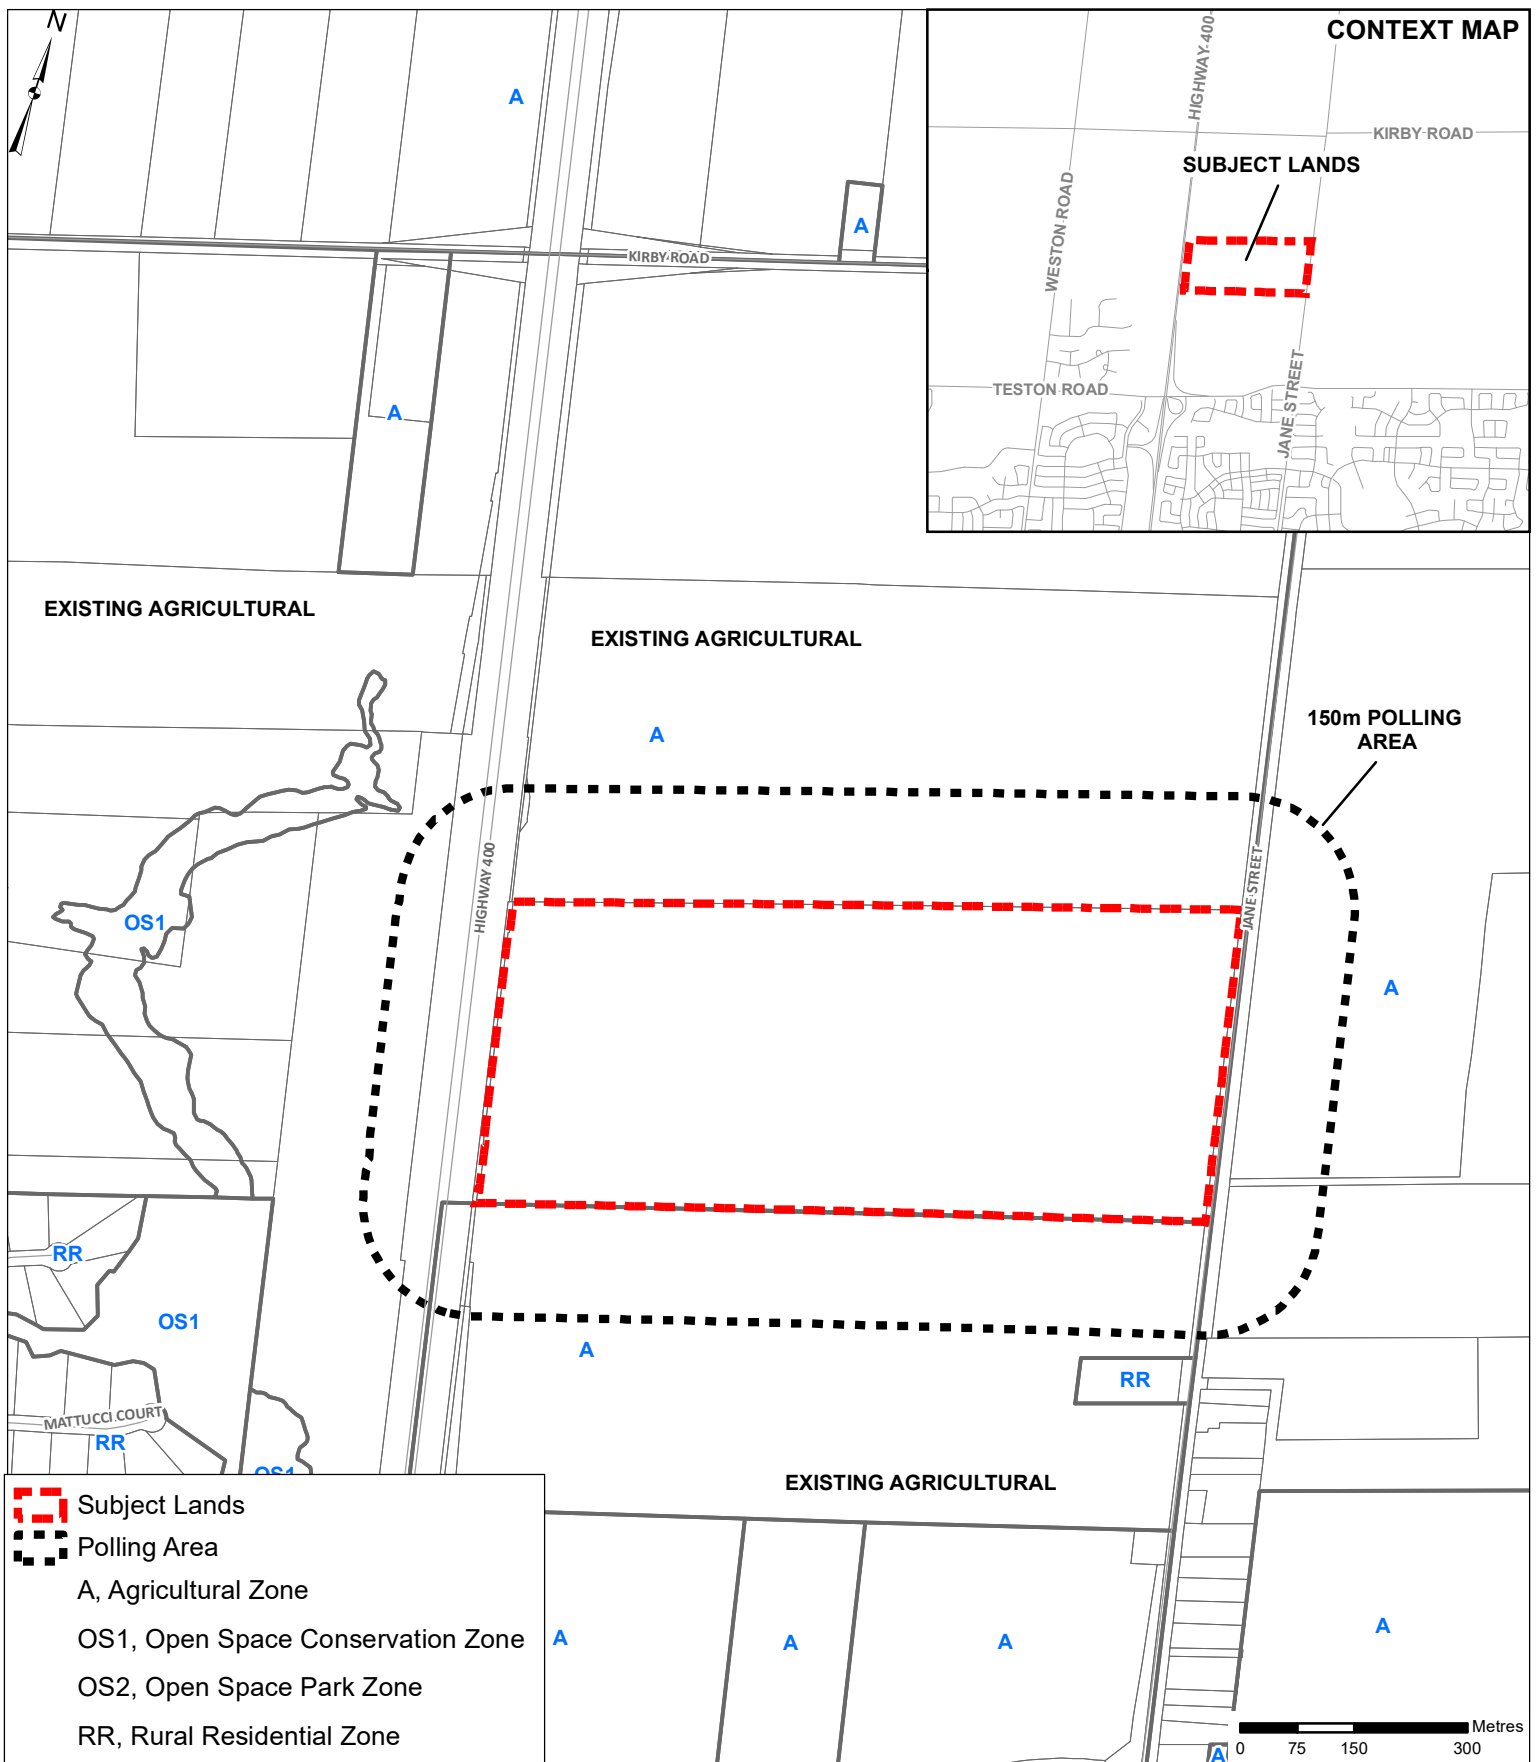 N
CONTEXT MAP
HIGHWAY 400
KIRBY ROAD
SUBJECT LANDS
WESTON ROAD
TESTON ROAD
JANE STREET
A
A
KIRBY ROAD
A
EXISTING AGRICULTURAL
EXISTING AGRICULTURAL
150m POLLING
AREA
A
HIGHWAY 400
JANE STREET
OS1
A
RR
OS1
A
RR
MATTUCCI COURT
RR
OS1
EXISTING AGRICULTURAL
Subject Lands
Polling Area
A, Agricultural Zone
OS1, Open Space Conservation Zone
OS2, Open Space Park Zone
RR, Rural Residential Zone
A
A
A
A
A
Metres
0 75 150 300